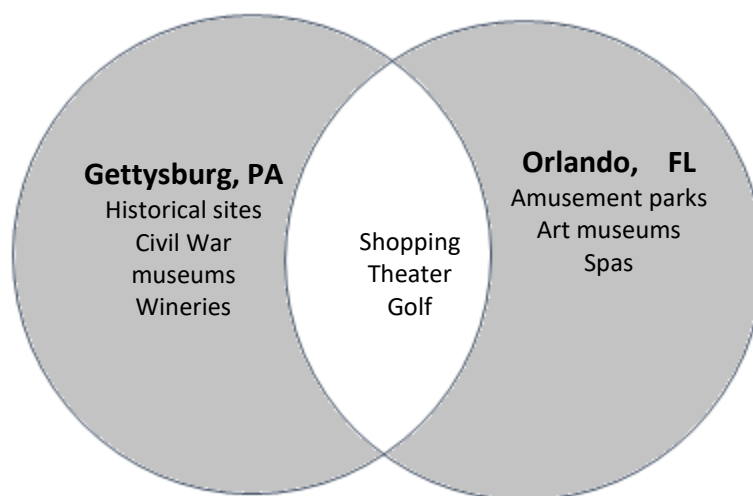 Gettysburg, PA
Historical sites
Civil War
museums
Wineries
Shopping
Theater
Golf
Orlando, FL
Amusement parks
Art museums
Spas